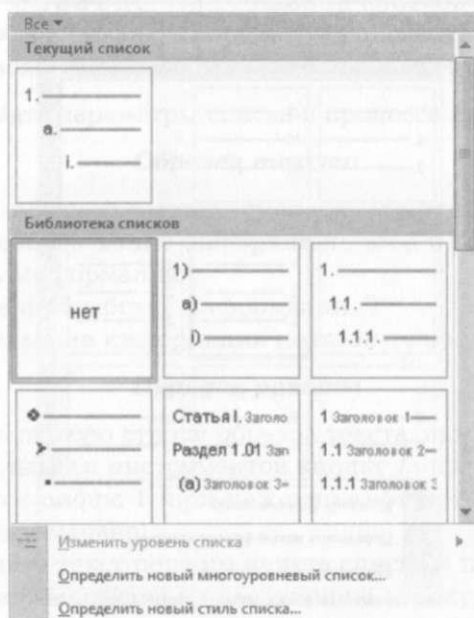 Все
Текущий список
1.
a.
i.
Библиотека списков
нет
1)
a)
i)
1.
1.1.
1.1.1.
Статья I. Заголо
Раздел 1.01 Заг
(a) Заголовок 3
1 Заголовок 1
1.1 Заголовок 2
1.1.1 Заголовок 3
Изменить уровень списка
Определить новый многоуровневый список...
Определить новый стиль списка...